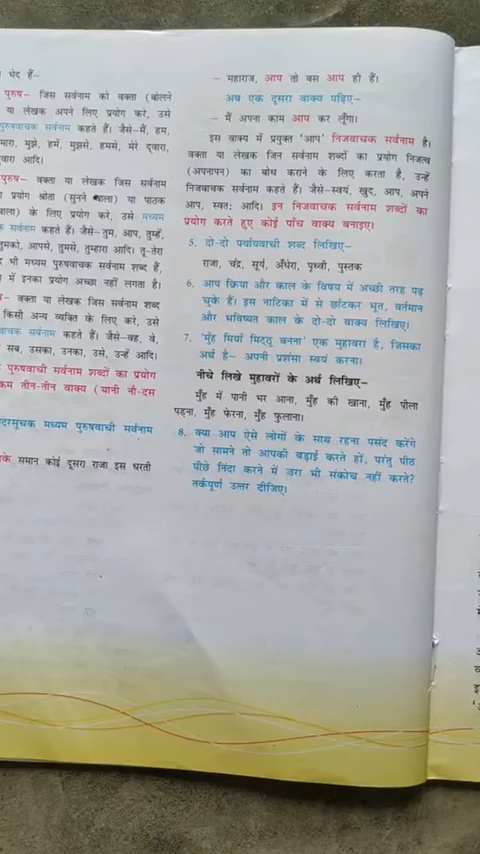 भेद हैं-
पुरुष- जिस सर्वनाम को वक्ता (बोलने
या लेखक अपने लिए प्रयोग करे, उसे
पुरुषवाचक सर्वनाम कहते हैं। जैसे-मैं, हम,
मारा, मुझे, हमें, मुझसे, हमसे, मेरे द्वारा,
वारा आदि।
पुरुष- वक्ता या लेखक जिस सर्वनाम
प्रयोग श्रोता (सुनने वाला) या पाठक
वाला) के लिए प्रयोग करे, उसे मध्यम
सर्वनाम कहते हैं। जैसे-तुम, आप, तुम्हें,
तुमको, आपसे, तुमसे, तुम्हारा आदि। तू-तेरा
भी मध्यम पुरुषवाचक सर्वनाम शब्द हैं,
में इनका प्रयोग अच्छा नहीं लगता है।
वक्ता या लेखक जिस सर्वनाम शब्द
किसी अन्य व्यक्ति के लिए करे, उसे
वाचक सर्वनाम कहते हैं। जैसे-वह, वे,
सब, उसका, उनका, उसे, उन्हें आदि।
पुरुषवाची सर्वनाम शब्दों का प्रयोग
कम तीन-तीन वाक्य (यानी नौ-दस
दरसूचक मध्यम पुरुषवाची सर्वनाम
के समान कोई दूसरा राजा इस धरती
- महाराज, आप तो बस आप ही हैं।
अब एक दूसरा वाक्य पढ़िए-
- मैं अपना काम आप कर लूँगा।
इस वाक्य में प्रयुक्त 'आप' निजवाचक सर्वनाम है।
वक्ता या लेखक जिन सर्वनाम शब्दों का प्रयोग निजत्व
(अपनापन) का बोध कराने के लिए करता है, उन्हें
निजवाचक सर्वनाम कहते हैं। जैसे-स्वयं, खुद, आप, अपने
आप, स्वतः आदि। इन निजवाचक सर्वनाम शब्दों का
प्रयोग करते हुए कोई पाँच वाक्य बनाइए।
5. दो-दो पर्यायवाची शब्द लिखिए-
राजा, चंद्र, सूर्य, अँधेरा, पृथ्वी, पुस्तक
6. आप क्रिया और काल के विषय में अच्छी तरह पढ़
चुके हैं। इस नाटिका में से छाँटकर भूत, वर्तमान
और भविष्यत काल के दो-दो वाक्य लिखिए।
7. 'मुँह मियाँ मिट्ठू बनना' एक मुहावरा है, जिसका
अर्थ है- अपनी प्रशंसा स्वयं करना।
नीचे लिखे मुहावरों के अर्थ लिखिए-
मुँह में पानी भर आना, मुँह की खाना, मुँह पीला
पड़ना, मुँह फेरना, मुँह फुलाना।
8. क्या आप ऐसे लोगों के साथ रहना पसंद करेंगे
जो सामने तो आपकी बड़ाई करते हों, परंतु पीठ
पीछे निंदा करने में ज़रा भी संकोच नहीं करते?
तर्कपूर्ण उत्तर दीजिए।